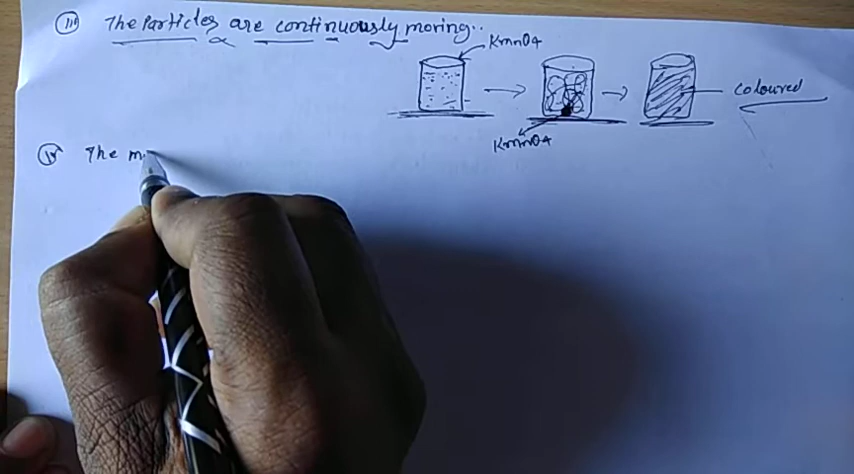 (iii) The Particles are continuously moving..
KmnO4
coloured
KmnO4
(iv) The m